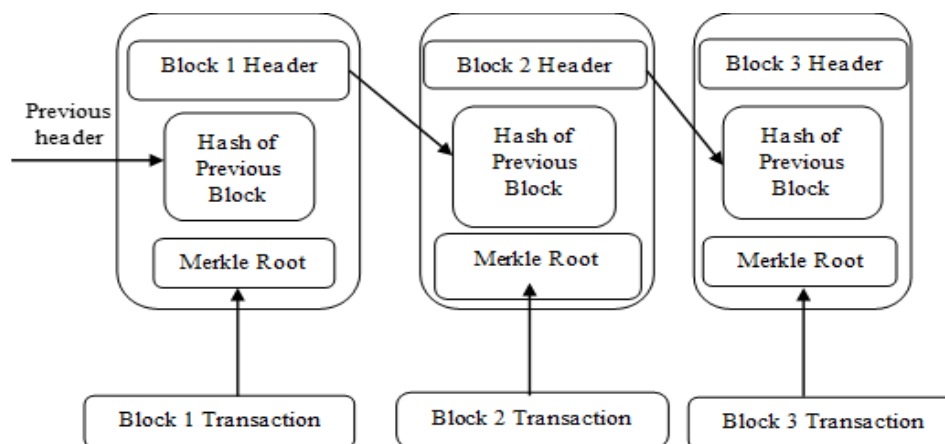 Block 1 Header
Block 2 Header
Block 3 Header
Previous
header
Hash of
Previous
Block
Hash of
Previous
Block
Hash of
Previous
Block
Merkle Root
Merkle Root
Merkle Root
Block 1 Transaction
Block 2 Transaction
Block 3 Transaction